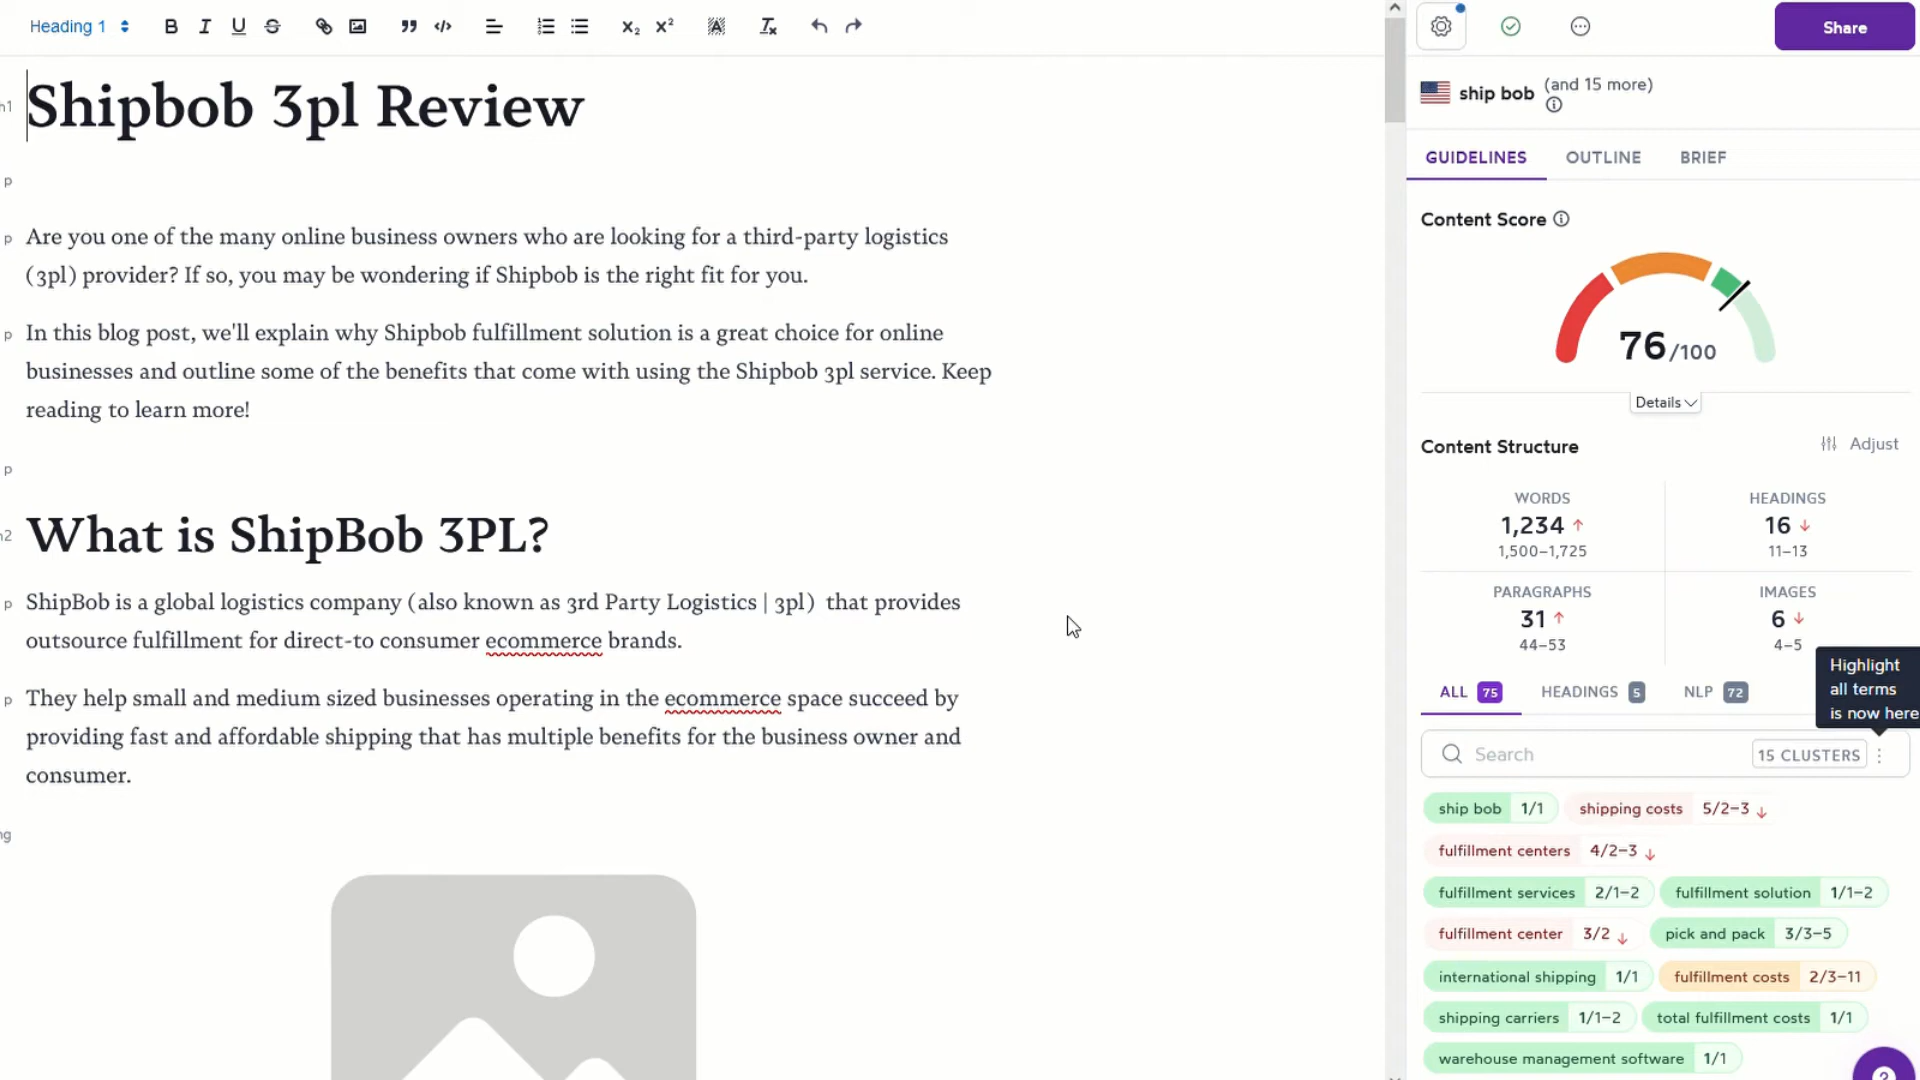 Heading 1
Share
h1
Shipbob 3pl Review
p
p
Are you one of the many online business owners who are looking for a third-party logistics
(3pl) provider? If so, you may be wondering if Shipbob is the right fit for you.
p
In this blog post, we'll explain why Shipbob fulfillment solution is a great choice for online
businesses and outline some of the benefits that come with using the Shipbob 3pl service. Keep
reading to learn more!
p
h2
What is ShipBob 3PL?
p
ShipBob is a global logistics company (also known as 3rd Party Logistics | 3pl) that provides
outsource fulfillment for direct-to consumer ecommerce brands.
p
They help small and medium sized businesses operating in the ecommerce space succeed by
providing fast and affordable shipping that has multiple benefits for the business owner and
consumer.
ng
ship bob (and 15 more)
GUIDELINES OUTLINE BRIEF
Content Score
76 /100
Details
Content Structure Adjust
WORDS
1,234
1,500–1,725
HEADINGS
16
11–13
PARAGRAPHS
31
44–53
IMAGES
6
4–5
Highlight
all terms
is now here
ALL 75 HEADINGS 5 NLP 72
Search 15 CLUSTERS
ship bob 1/1 shipping costs 5/2–3
fulfillment centers 4/2–3
fulfillment services 2/1–2 fulfillment solution 1/1–2
fulfillment center 3/2 pick and pack 3/3–5
international shipping 1/1 fulfillment costs 2/3–11
shipping carriers 1/1–2 total fulfillment costs 1/1
warehouse management software 1/1
?